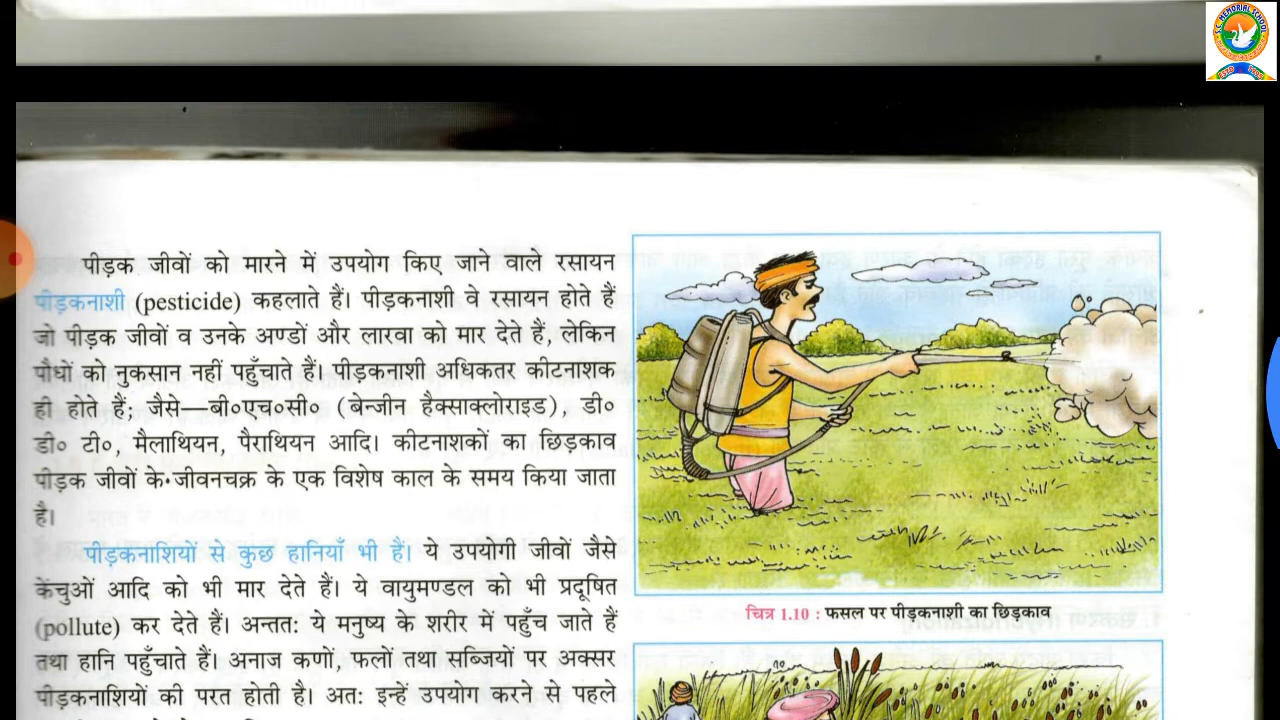 S.C. MEMORIAL SCHOOL
पीड़क जीवों को मारने में उपयोग किए जाने वाले रसायन
पीड़कनाशी (pesticide) कहलाते हैं। पीड़कनाशी वे रसायन होते हैं
जो पीड़क जीवों व उनके अण्डों और लारवा को मार देते हैं, लेकिन
पौधों को नुकसान नहीं पहुँचाते हैं। पीड़कनाशी अधिकतर कीटनाशक
ही होते हैं; जैसे—बी०एच०सी० (बेन्जीन हैक्साक्लोराइड), डी०
डी० टी०, मैलाथियन, पैराथियन आदि। कीटनाशकों का छिड़काव
पीड़क जीवों के जीवनचक्र के एक विशेष काल के समय किया जाता
है।
पीड़कनाशियों से कुछ हानियाँ भी हैं। ये उपयोगी जीवों जैसे
केंचुओं आदि को भी मार देते हैं। ये वायुमण्डल को भी प्रदूषित
(pollute) कर देते हैं। अन्तत: ये मनुष्य के शरीर में पहुँच जाते हैं
तथा हानि पहुँचाते हैं। अनाज कणों, फलों तथा सब्जियों पर अक्सर
पीड़कनाशियों की परत होती है। अत: इन्हें उपयोग करने से पहले
चित्र 1.10 : फसल पर पीड़कनाशी का छिड़काव